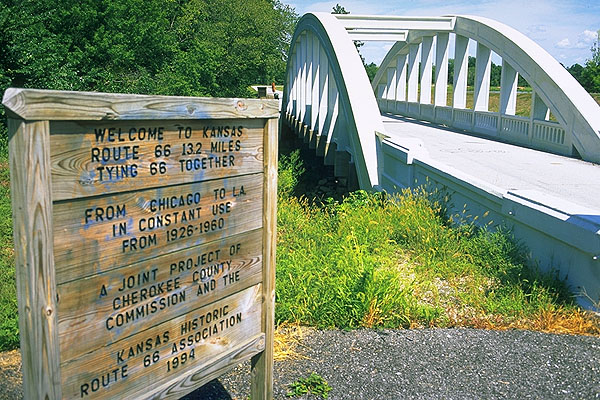 WELCOME TO KANSAS
ROUTE 66 13.2 MILES
TYING 66 TOGETHER
FROM CHICAGO TO LA
IN CONSTANT USE
FROM 1926-1960
A JOINT PROJECT OF
CHEROKEE COUNTY
COMMISSION AND THE
KANSAS HISTORIC
ROUTE 66 ASSOCIATION
1994